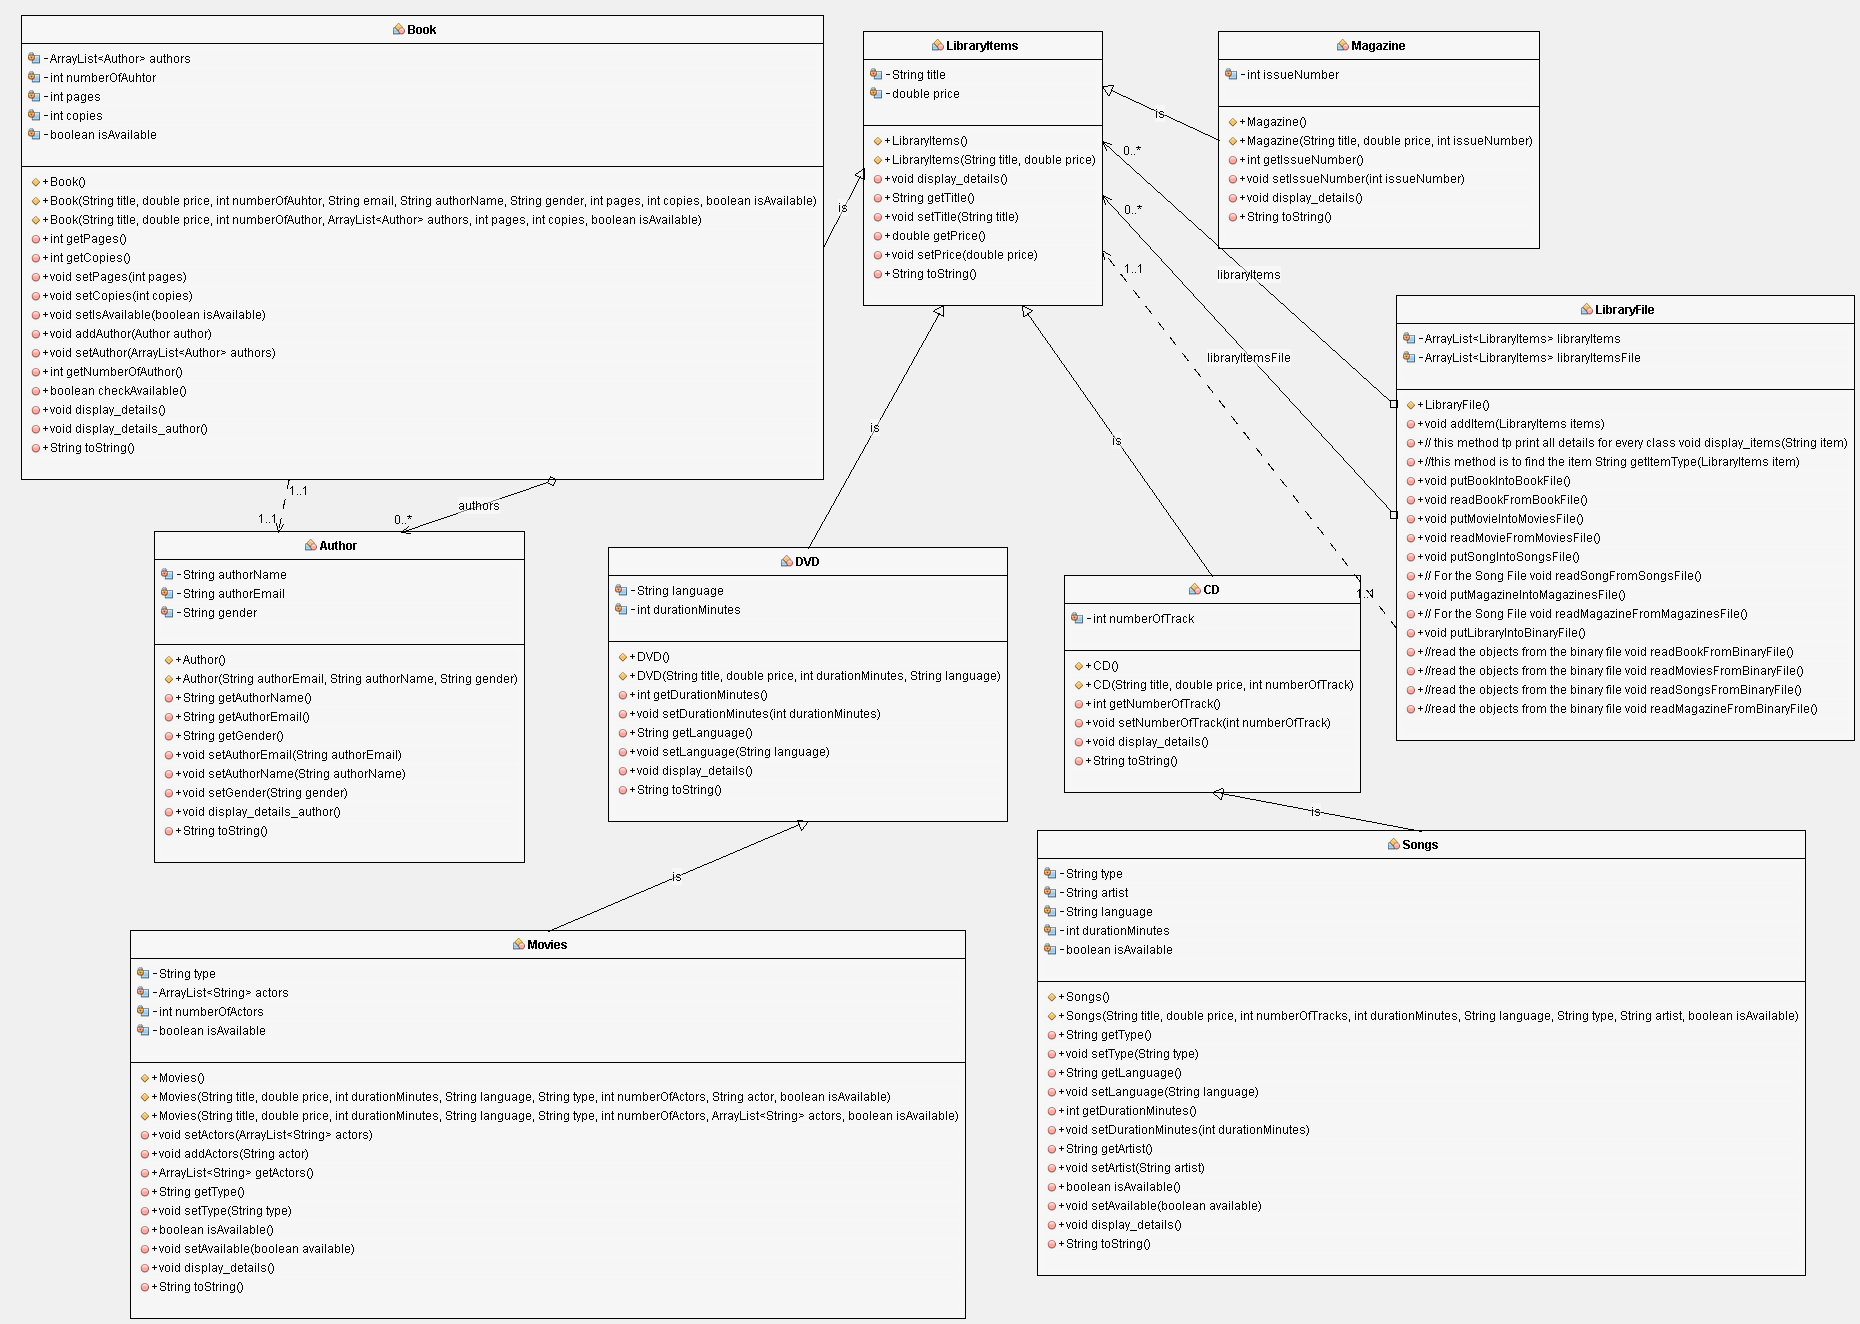 Book
-ArrayList<Author> authors
-int numberOfAuhtor
-int pages
-int copies
-boolean isAvailable
+Book()
+Book(String title, double price, int numberOfAuhtor, String email, String authorName, String gender, int pages, int copies, boolean isAvailable)
+Book(String title, double price, int numberOfAuthor, ArrayList<Author> authors, int pages, int copies, boolean isAvailable)
+int getPages()
+int getCopies()
+void setPages(int pages)
+void setCopies(int copies)
+void setIsAvailable(boolean isAvailable)
+void addAuthor(Author author)
+void setAuthor(ArrayList<Author> authors)
+int getNumberOfAuthor()
+boolean checkAvailable()
+void display_details()
+void display_details_author()
+String toString()
is
LibraryItems
-String title
-double price
+LibraryItems()
+LibraryItems(String title, double price)
+void display_details()
+String getTitle()
+void setTitle(String title)
+double getPrice()
+void setPrice(double price)
+String toString()
is
0..*
0..*
1..1
Magazine
-int issueNumber
+Magazine()
+Magazine(String title, double price, int issueNumber)
+int getIssueNumber()
+void setIssueNumber(int issueNumber)
+void display_details()
+String toString()
libraryItems
libraryItemsFile
LibraryFile
-ArrayList<LibraryItems> libraryItems
-ArrayList<LibraryItems> libraryItemsFile
+LibraryFile()
+void addItem(LibraryItems items)
+// this method tp print all details for every class void display_items(String item)
+//this method is to find the item String getItemType(LibraryItems item)
+void putBookIntoBookFile()
+void readBookFromBookFile()
+void putMovieIntoMoviesFile()
+void readMovieFromMoviesFile()
+void putSongIntoSongsFile()
+// For the Song File void readSongFromSongsFile()
+void putMagazineIntoMagazinesFile()
+// For the Song File void readMagazineFromMagazinesFile()
+void putLibraryIntoBinaryFile()
+//read the objects from the binary file void readBookFromBinaryFile()
+//read the objects from the binary file void readMoviesFromBinaryFile()
+//read the objects from the binary file void readSongsFromBinaryFile()
+//read the objects from the binary file void readMagazineFromBinaryFile()
1..1
1..1
1..1
authors
0..*
is
is
Author
-String authorName
-String authorEmail
-String gender
+Author()
+Author(String authorEmail, String authorName, String gender)
+String getAuthorName()
+String getAuthorEmail()
+String getGender()
+void setAuthorEmail(String authorEmail)
+void setAuthorName(String authorName)
+void setGender(String gender)
+void display_details_author()
+String toString()
DVD
-String language
-int durationMinutes
+DVD()
+DVD(String title, double price, int durationMinutes, String language)
+int getDurationMinutes()
+void setDurationMinutes(int durationMinutes)
+String getLanguage()
+void setLanguage(String language)
+void display_details()
+String toString()
CD
-int numberOfTrack
+CD()
+CD(String title, double price, int numberOfTrack)
+int getNumberOfTrack()
+void setNumberOfTrack(int numberOfTrack)
+void display_details()
+String toString()
is
is
Movies
-String type
-ArrayList<String> actors
-int numberOfActors
-boolean isAvailable
+Movies()
+Movies(String title, double price, int durationMinutes, String language, String type, int numberOfActors, String actor, boolean isAvailable)
+Movies(String title, double price, int durationMinutes, String language, String type, int numberOfActors, ArrayList<String> actors, boolean isAvailable)
+void setActors(ArrayList<String> actors)
+void addActors(String actor)
+ArrayList<String> getActors()
+String getType()
+void setType(String type)
+boolean isAvailable()
+void setAvailable(boolean available)
+void display_details()
+String toString()
Songs
-String type
-String artist
-String language
-int durationMinutes
-boolean isAvailable
+Songs()
+Songs(String title, double price, int numberOfTracks, int durationMinutes, String language, String type, String artist, boolean isAvailable)
+String getType()
+void setType(String type)
+String getLanguage()
+void setLanguage(String language)
+int getDurationMinutes()
+void setDurationMinutes(int durationMinutes)
+String getArtist()
+void setArtist(String artist)
+boolean isAvailable()
+void setAvailable(boolean available)
+void display_details()
+String toString()